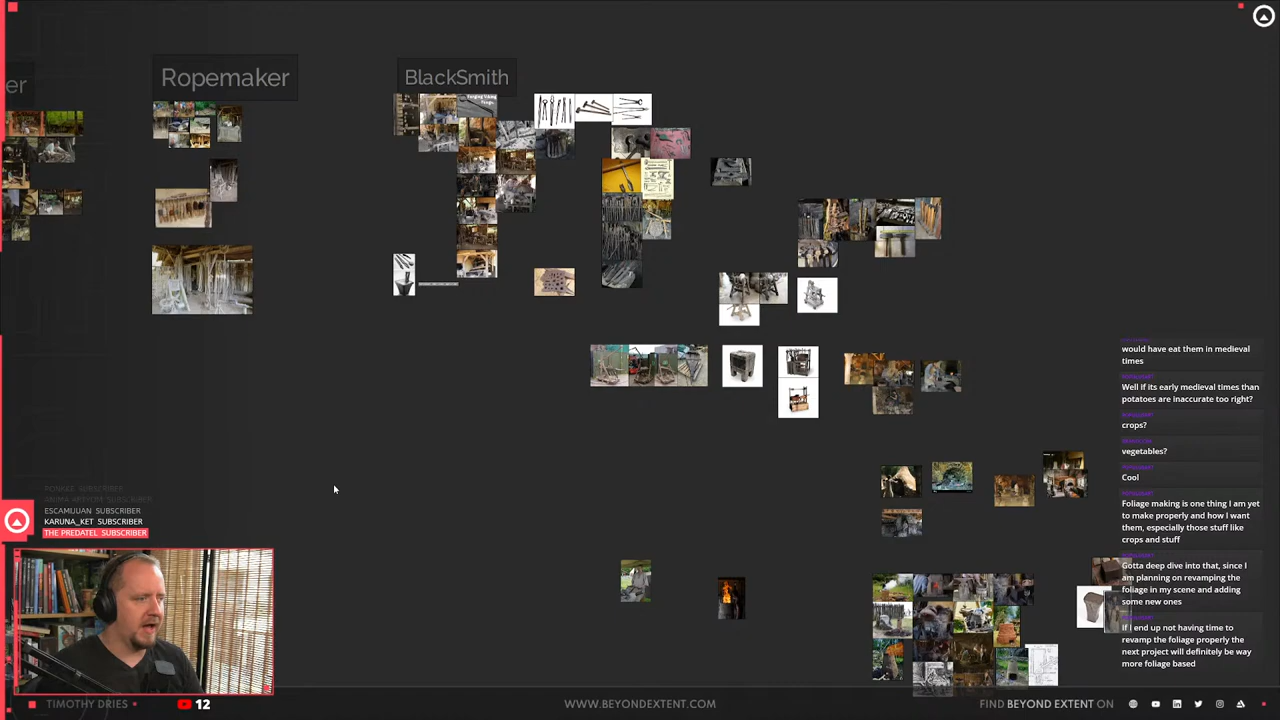 er
Ropemaker
BlackSmith
Forging Viking
Tongs.
would have eat them in medieval
times
Well if its early medieval times than
potatoes are inaccurate too right?
crops?
vegetables?
Cool
Foliage making is one thing I am yet
to make properly and how I want
them, especially those stuff like
crops and stuff
Gotta deep dive into that, since I
am planning on revamping the
foliage in my scene and adding
some new ones
If I end up not having time to
revamp the foliage properly the
next project will definitely be way
more foliage based
ESCAMIJUAN SUBSCRIBER
KARUNA_KET SUBSCRIBER
THE PREDATEL SUBSCRIBER
TIMOTHY DRIES
12
WWW.BEYONDEXTENT.COM
FIND BEYOND EXTENT ON